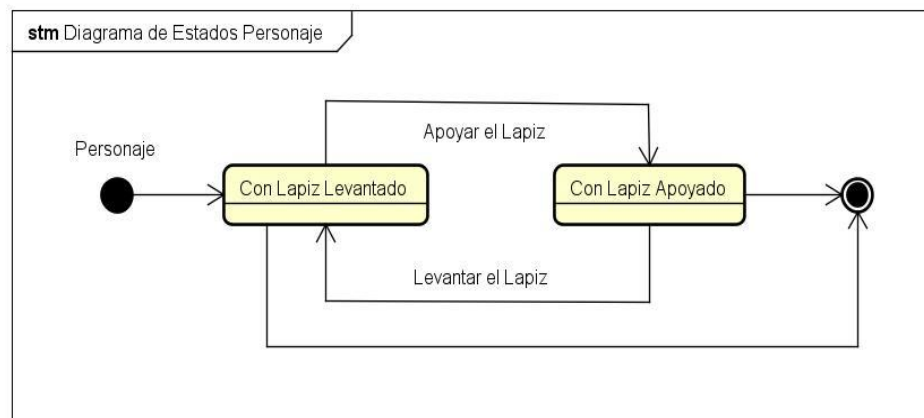 stm Diagrama de Estados Personaje
Apoyar el Lapiz
Personaje
Con Lapiz Levantado
Con Lapiz Apoyado
Levantar el Lapiz